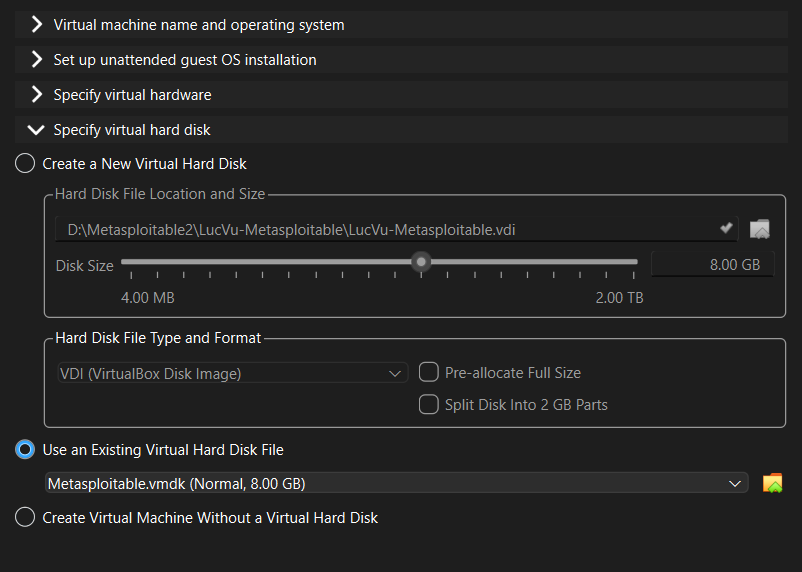 Virtual machine name and operating system
Set up unattended guest OS installation
Specify virtual hardware
Specify virtual hard disk
Create a New Virtual Hard Disk
Hard Disk File Location and Size
D:\Metasploitable2\LucVu-Metasploitable\LucVu-Metasploitable.vdi
Disk Size 8.00 GB
4.00 MB 2.00 TB
Hard Disk File Type and Format
VDI (VirtualBox Disk Image) Pre-allocate Full Size
Split Disk Into 2 GB Parts
Use an Existing Virtual Hard Disk File
Metasploitable.vmdk (Normal, 8.00 GB)
Create Virtual Machine Without a Virtual Hard Disk